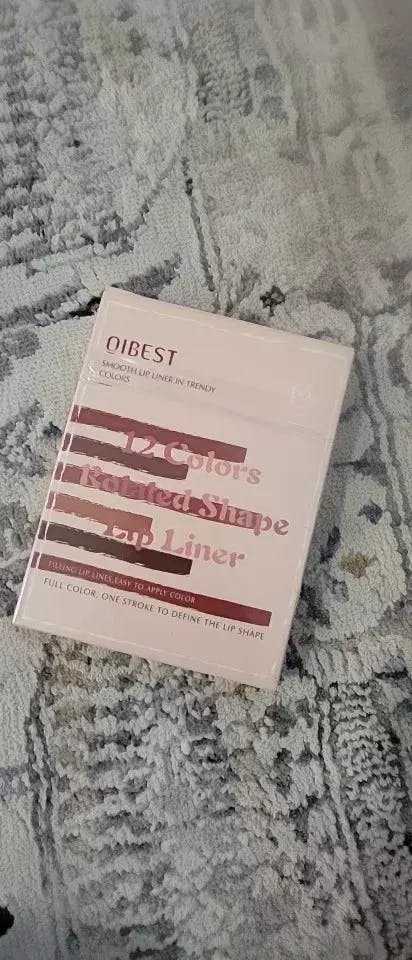 QIBEST
SMOOTH LIP LINER IN TRENDY
COLORS
12 Colors
Rotated Shape
Lip Liner
FILLING LIP LINES,EASY TO APPLY COLOR
FULL COLOR, ONE STROKE TO DEFINE THE LIP SHAPE